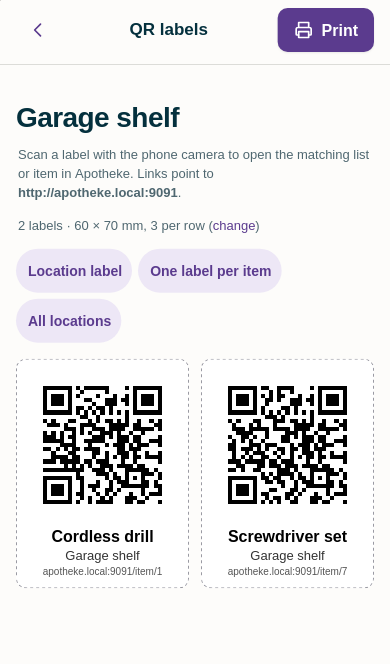 QR labels
Print
Garage shelf
Scan a label with the phone camera to open the matching list
or item in Apotheke. Links point to
http://apotheke.local:9091.
2 labels · 60 × 70 mm, 3 per row (change)
Location label
One label per item
All locations
Cordless drill
Garage shelf
apotheke.local:9091/item/1
Screwdriver set
Garage shelf
apotheke.local:9091/item/7